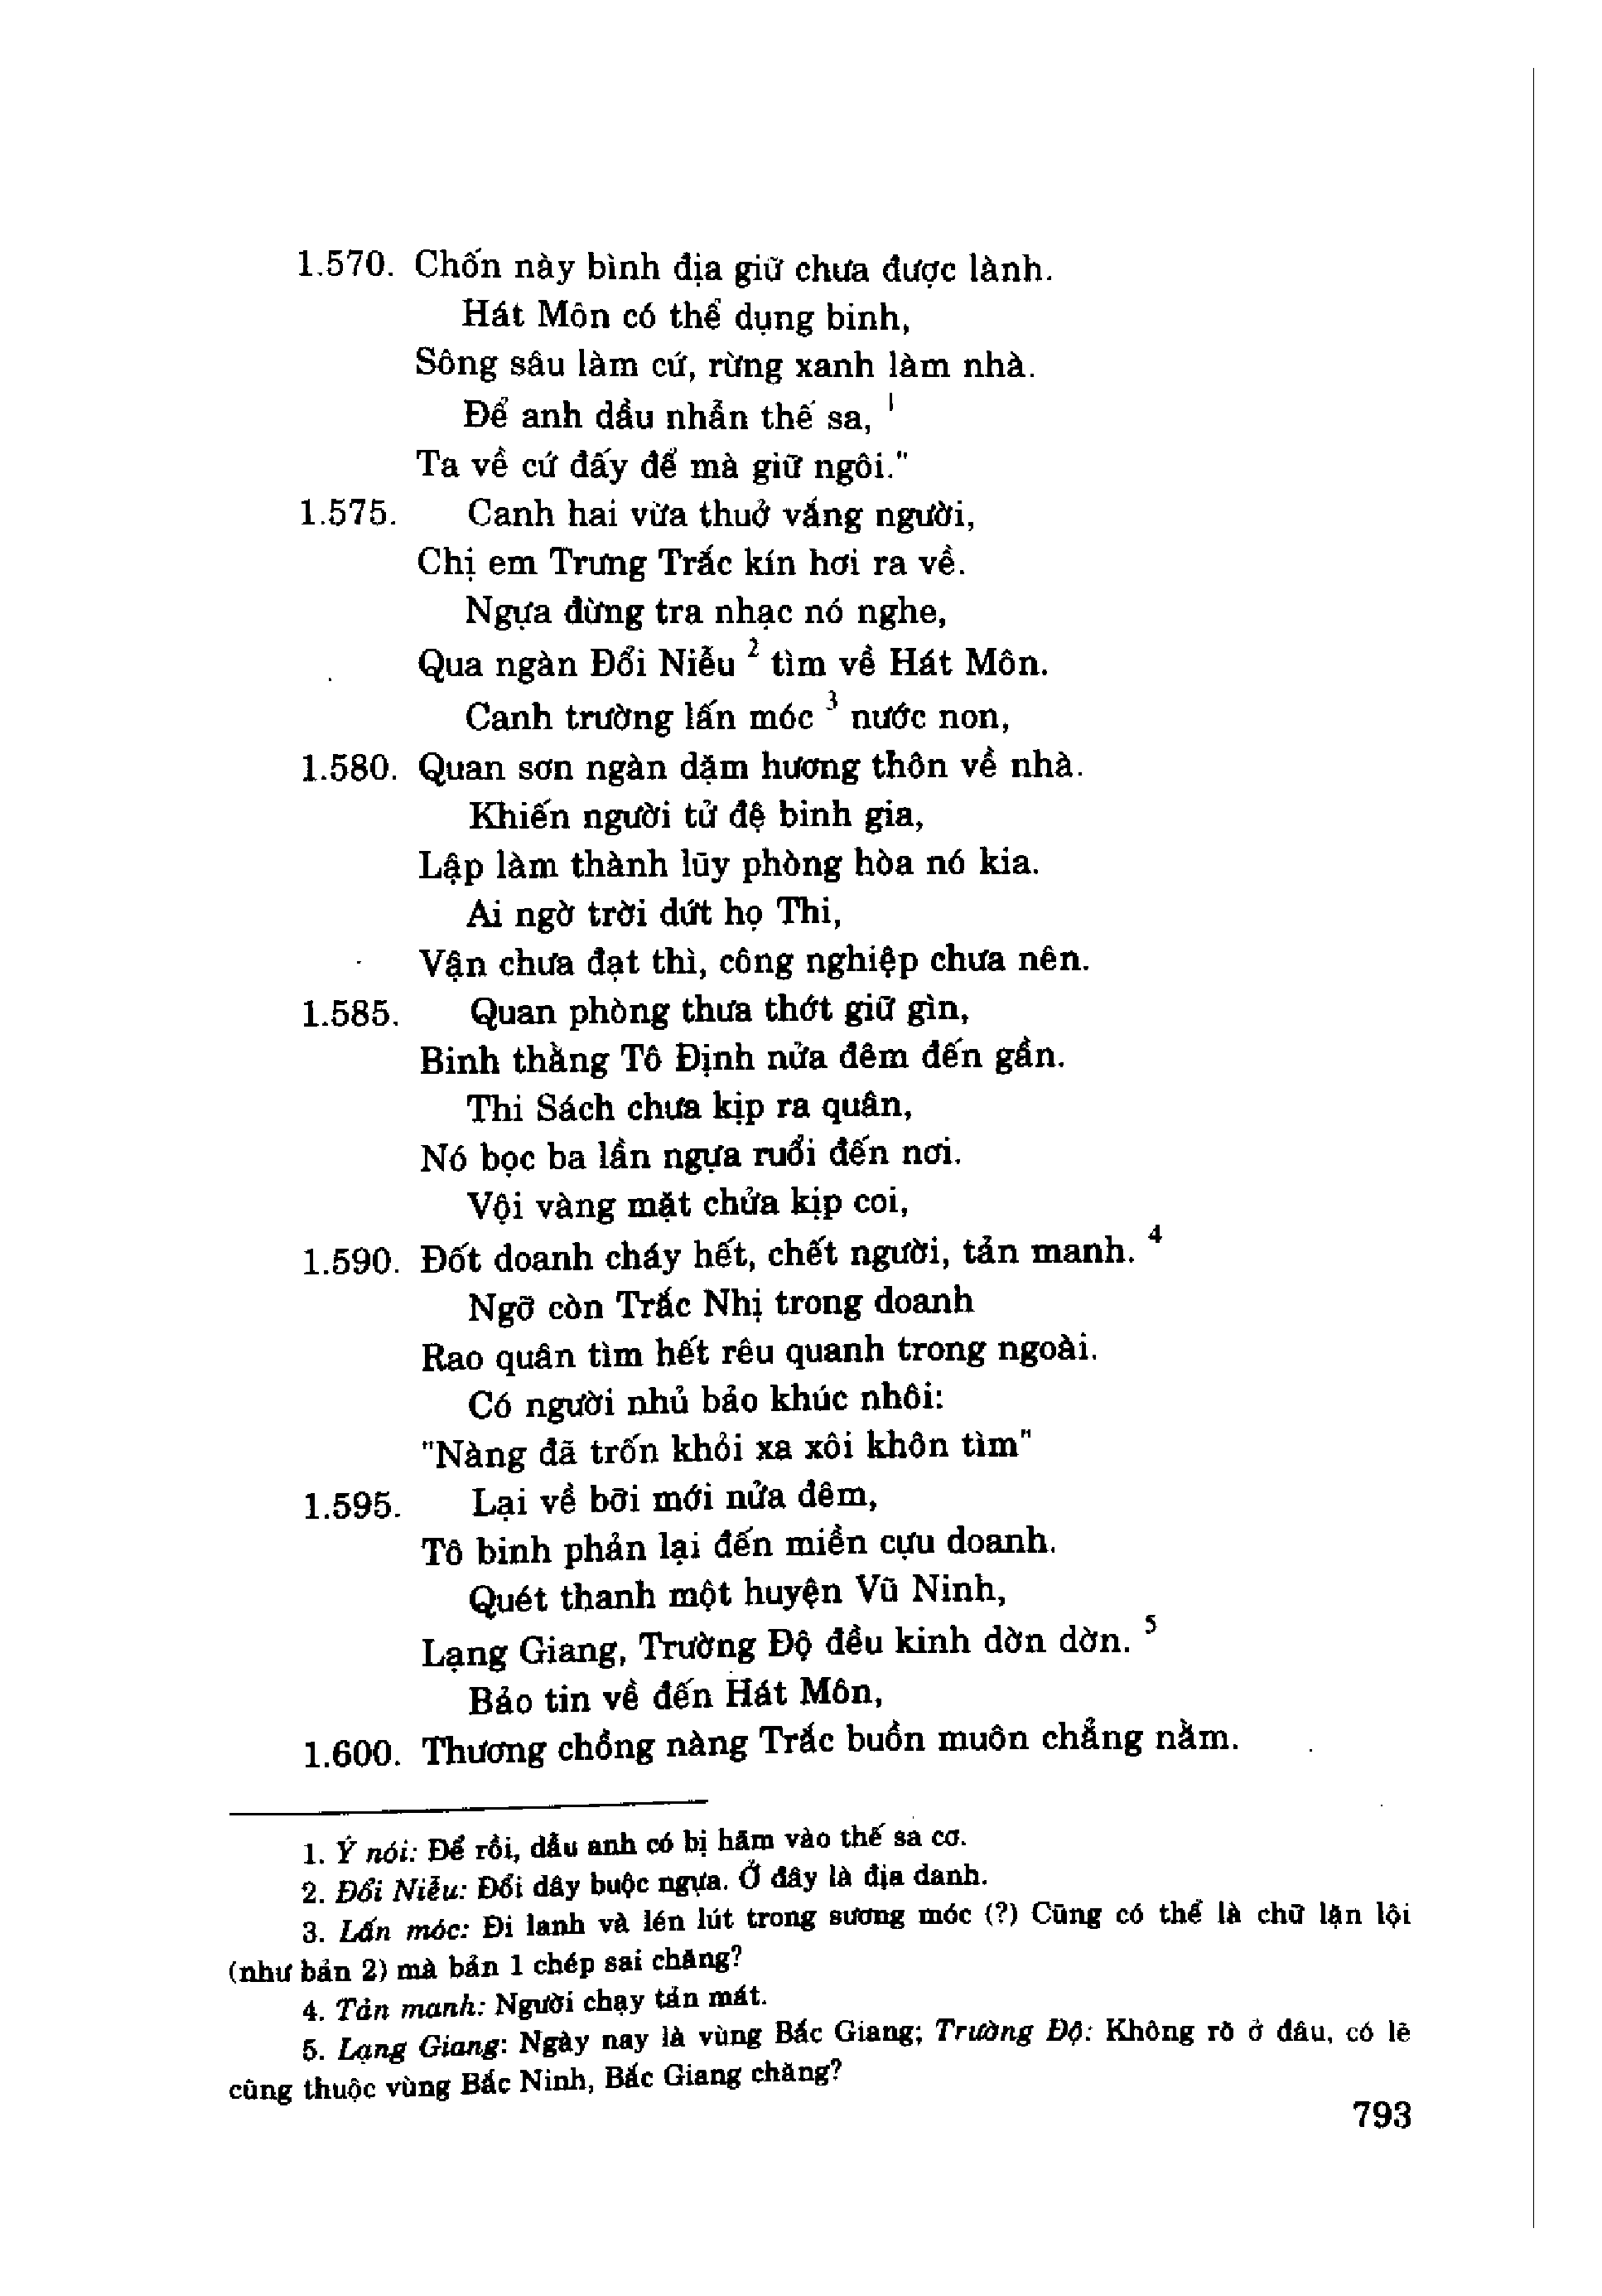 1.570. Chốn này bình địa giữ chưa được lành.
Hát Môn có thể dụng binh,
Sông sâu làm cứ, rừng xanh làm nhà.
Để anh dầu nhẫn thế sa, 1
Ta về cứ đấy để mà giữ ngôi."
1.575. Canh hai vừa thuở vắng người,
Chị em Trưng Trắc kín hơi ra về.
Ngựa đừng tra nhạc nó nghe,
Qua ngàn Đổi Niễu 2 tìm về Hát Môn.
Canh trường lấn móc 3 nước non,
1.580. Quan sơn ngàn dặm hương thôn về nhà.
Khiến người tử đệ binh gia,
Lập làm thành lũy phòng hòa nó kia.
Ai ngờ trời dứt họ Thi,
Vận chưa đạt thì, công nghiệp chưa nên.
1.585. Quan phòng thưa thớt giữ gìn,
Binh thằng Tô Định nửa đêm đến gần.
Thi Sách chưa kịp ra quân,
Nó bọc ba lần ngựa ruổi đến nơi.
Vội vàng mặt chửa kịp coi,
1.590. Đốt doanh cháy hết, chết người, tản manh. 4
Ngỡ còn Trắc Nhị trong doanh
Rao quân tìm hết rêu quanh trong ngoài.
Có người nhủ bảo khúc nhôi:
"Nàng đã trốn khỏi xa xôi khôn tìm"
1.595. Lại về bỡi mới nửa đêm,
Tô binh phản lại đến miền cựu doanh.
Quét thanh một huyện Vũ Ninh,
Lạng Giang, Trường Độ đều kinh dờn dờn. 5
Bảo tin về đến Hát Môn,
1.600. Thương chồng nàng Trắc buồn muôn chẳng nằm.
1. Ý nói: Để rồi, dẫu anh có bị hãm vào thế sa cơ.
2. Đổi Niễu: Đổi dây buộc ngựa. Ở đây là địa danh.
3. Lấn móc: Đi lanh và lén lút trong sương móc (?) Cũng có thể là chữ lặn lội
(như bản 2) mà bản 1 chép sai chăng?
4. Tản manh: Người chạy tán mát.
5. Lạng Giang: Ngày nay là vùng Bắc Giang; Trường Độ: Không rõ ở đâu, có lẽ
cũng thuộc vùng Bắc Ninh, Bắc Giang chăng?
793